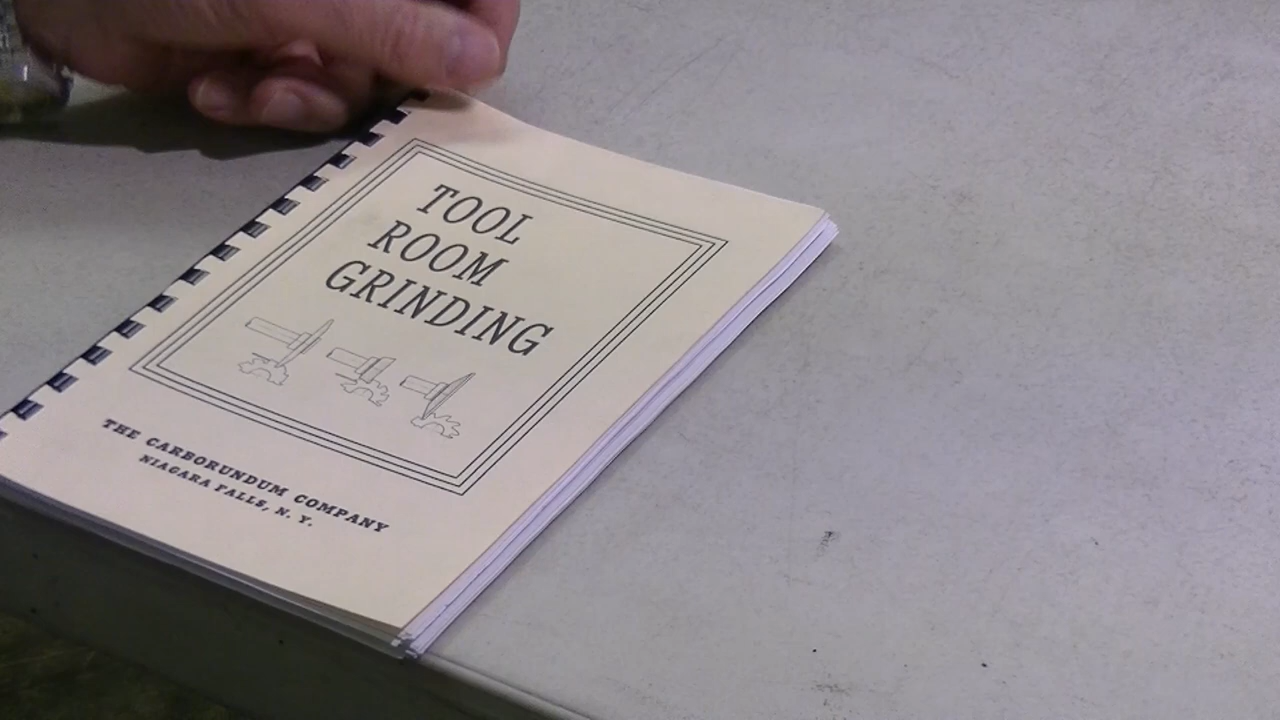 TOOL
ROOM
GRINDING
THE CARBORUNDUM COMPANY
NIAGARA FALLS, N. Y.